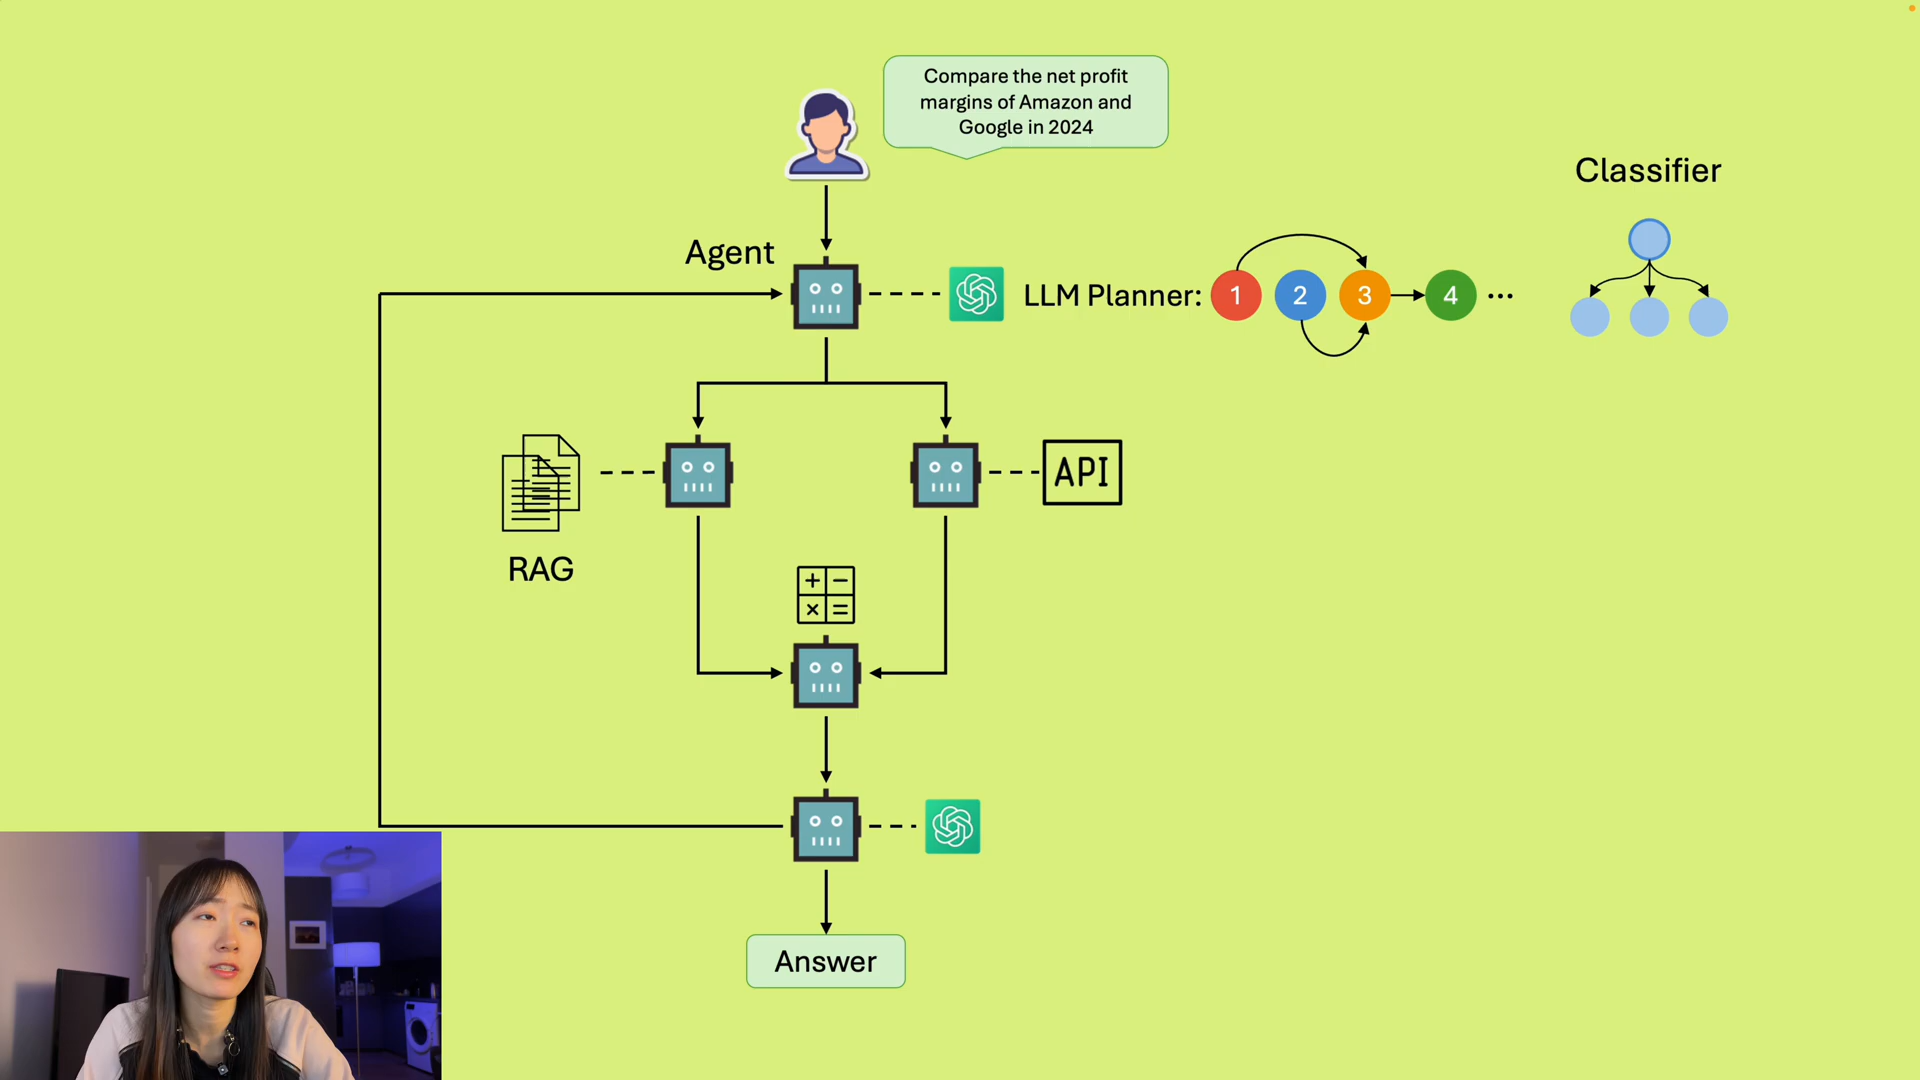 Compare the net profit
margins of Amazon and
Google in 2024
Classifier
Agent
LLM Planner: 1 2 3 4 ...
API
RAG
+ −
× =
Answer